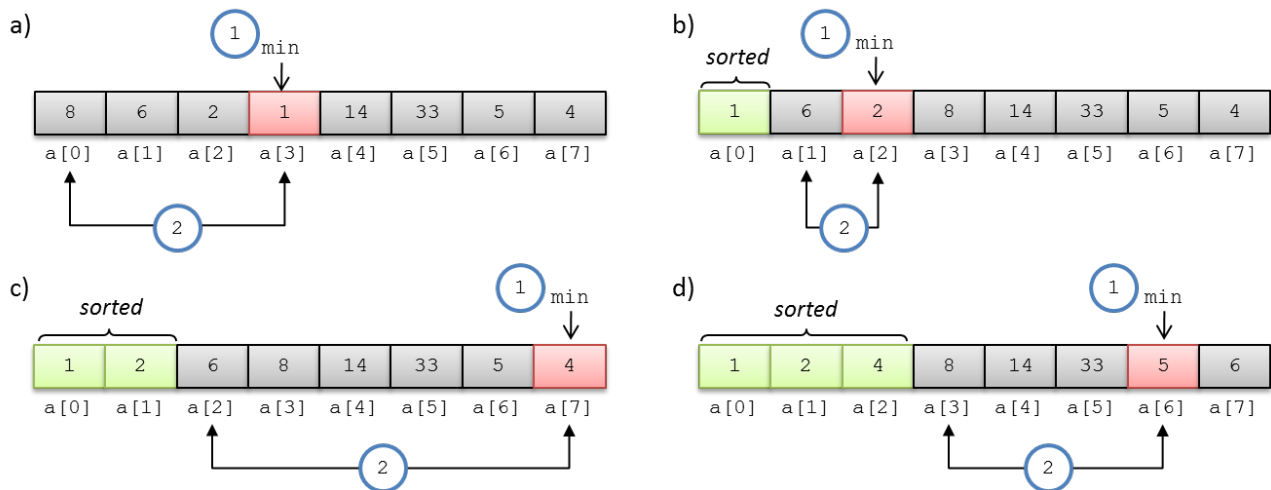 a)
1
min
8 6 2 1 14 33 5 4
a[0] a[1] a[2] a[3] a[4] a[5] a[6] a[7]
2
b)
1
min
sorted
1 6 2 8 14 33 5 4
a[0] a[1] a[2] a[3] a[4] a[5] a[6] a[7]
2
c)
1
min
sorted
1 2 6 8 14 33 5 4
a[0] a[1] a[2] a[3] a[4] a[5] a[6] a[7]
2
d)
1
min
sorted
1 2 4 8 14 33 5 6
a[0] a[1] a[2] a[3] a[4] a[5] a[6] a[7]
2